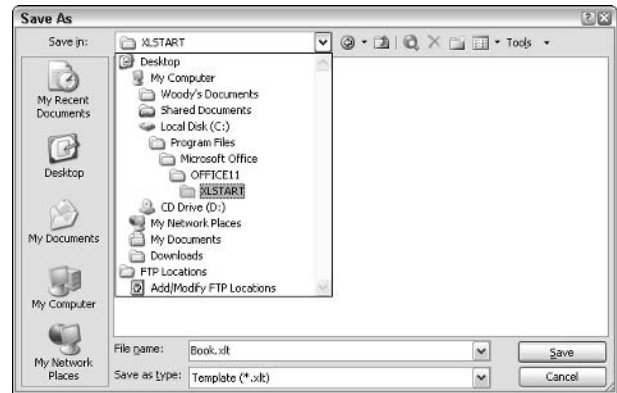 Save As
Save in:
XLSTART
Tools
Desktop
My Computer
Woody's Documents
Shared Documents
Local Disk (C:)
Program Files
Microsoft Office
OFFICE11
XLSTART
CD Drive (D:)
My Network Places
My Documents
Downloads
FTP Locations
Add/Modify FTP Locations
My Recent
Documents
Desktop
My Documents
My Computer
My Network
Places
File name:
Book.xlt
Save
Save as type:
Template (*.xlt)
Cancel